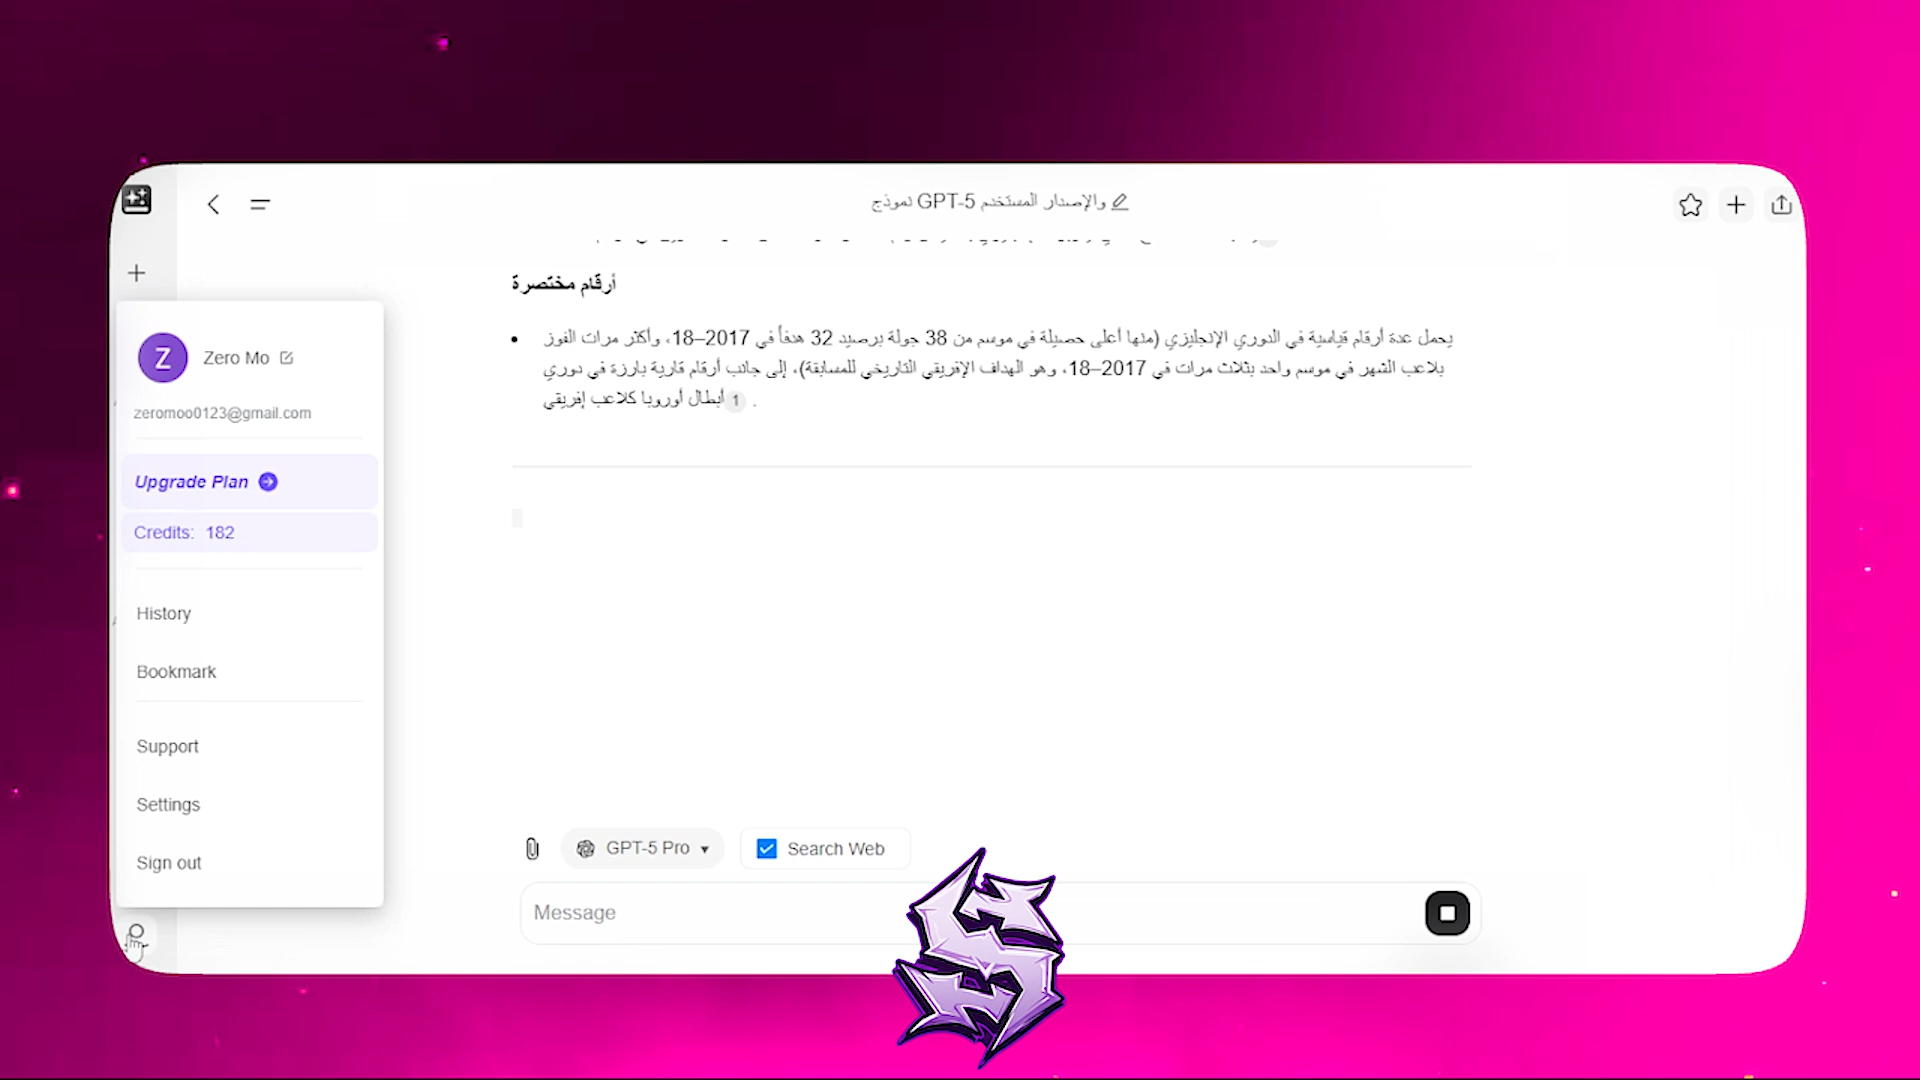 نموذج GPT-5 والإصدار المستخدم
أرقام مختصرة
يحمل عدة أرقام قياسية في الدوري الإنجليزي (منها أعلى حصيلة في موسم من 38 جولة برصيد 32 هدفاً في 2017–18، وأكثر مرات الفوز
بلاعب الشهر في موسم واحد بثلاث مرات في 2017–18، وهو الهداف الإفريقي التاريخي للمسابقة)، إلى جانب أرقام قارية بارزة في دوري
أبطال أوروبا كلاعب إفريقي 1 .
Z
Zero Mo
zeromoo0123@gmail.com
Upgrade Plan
Credits: 182
History
Bookmark
Support
Settings
Sign out
GPT-5 Pro
Search Web
Message